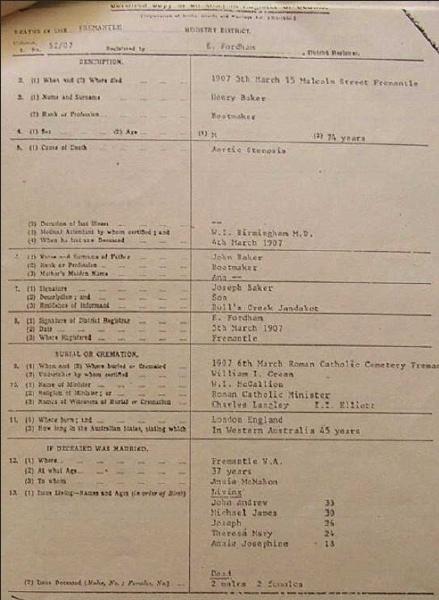 Certified Copy of an
DEATHS IN THE FREMANTLE REGISTRY DISTRICT.
No. 52/07 Registered by E. Fordham , District Registrar.
DESCRIPTION.
2. (1) When and (2) Where died 1907 5th March 15 Malcolm Street Fremantle
3. (1) Name and Surname Henry Baker
(2) Rank or Profession Bootmaker
4. (1) Sex (2) Age (1) M (2) 74 years
5. (1) Cause of Death Aortic Stenosis
(2) Duration of last Illness
(3) Medical Attendant by whom certified; and W.I. Birmingham M.D.
(4) When he last saw Deceased 4th March 1907
6. (1) Name and Surname of Father John Baker
(2) Rank or Profession Bootmaker
(3) Mother's Maiden Name Ann --
7. (1) Signature Joseph Baker
(2) Description; and Son
(3) Residence of Informant Bull's Creek Jandakot
8. (1) Signature of District Registrar E. Fordham
(2) Date 5th March 1907
(3) Where Registered Fremantle
BURIAL OR CREMATION.
9. (1) When and (2) Where buried or Cremated 1907 6th March Roman Catholic Cemetery Freman
(3) Undertaker by whom certified William I. Cream
10. (1) Name of Minister W.I. McCallion
(2) Religion of Minister; or Roman Catholic Minister
(3) Names of Witnesses of Burial or Cremation Charles Langley Elliott
11. (1) Where born; and London England
(2) How long in the Australian States, stating which In Western Australia 45 years
IF DECEASED WAS MARRIED.
12. (1) Where Fremantle W.A.
(2) At what Age 37 years
(3) To whom Annie McMahon
13. (1) Issue Living—Names and Ages (in order of Birth) Living
John Andrew 33
Michael James 30
Joseph 26
Theresa Mary 24
Annie Josephine 18
Dead
(2) Issue Deceased (Males, No.; Females, No.) 2 males 2 females